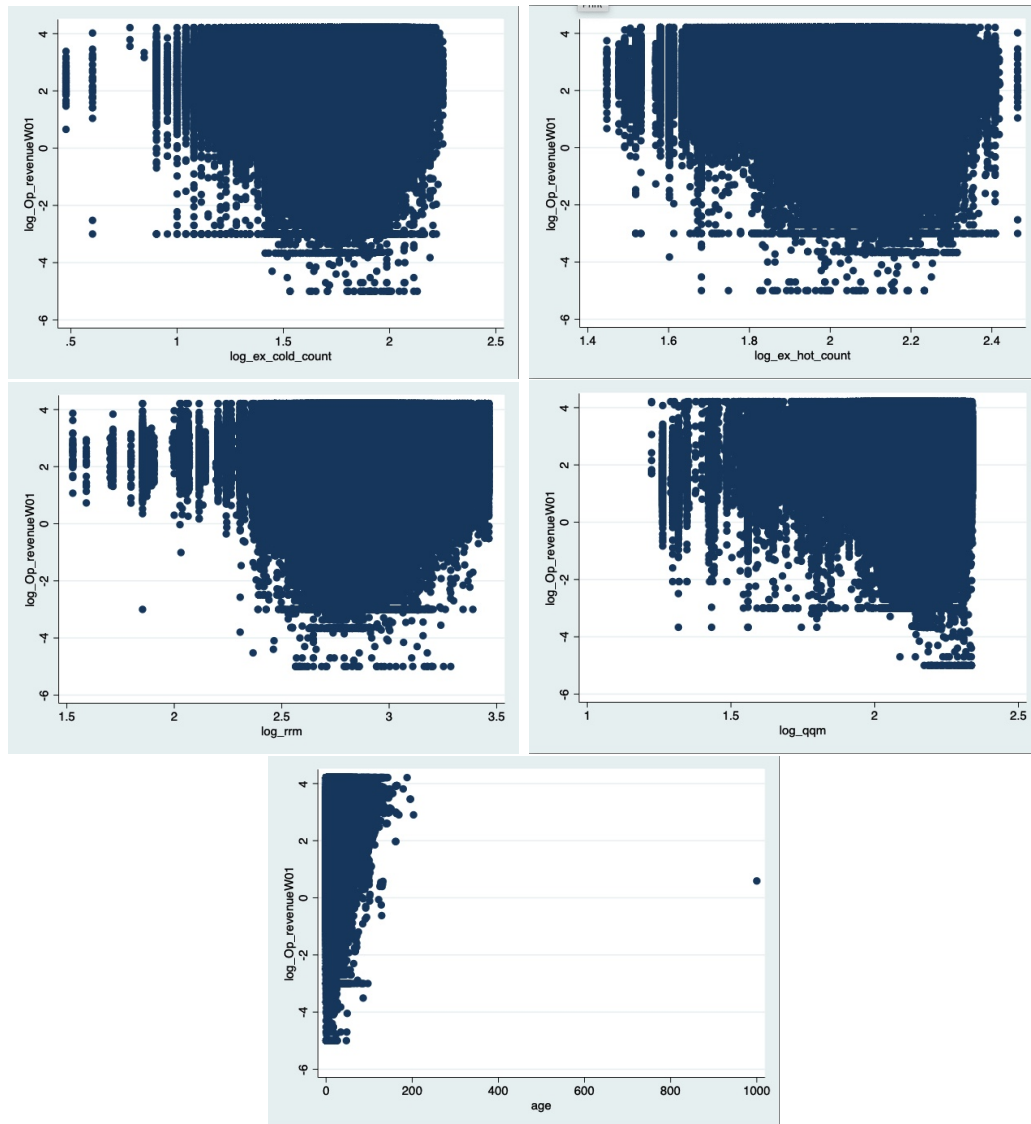 log_Op_revenueW01
4
2
0
-2
-4
-6
.5 1 1.5 2 2.5
log_ex_cold_count
log_Op_revenueW01
4
2
0
-2
-4
-6
1.4 1.6 1.8 2 2.2 2.4
log_ex_hot_count
log_Op_revenueW01
4
2
0
-2
-4
-6
1.5 2 2.5 3 3.5
log_rrm
log_Op_revenueW01
4
2
0
-2
-4
-6
1 1.5 2 2.5
log_qqm
log_Op_revenueW01
4
2
0
-2
-4
-6
0 200 400 600 800 1000
age